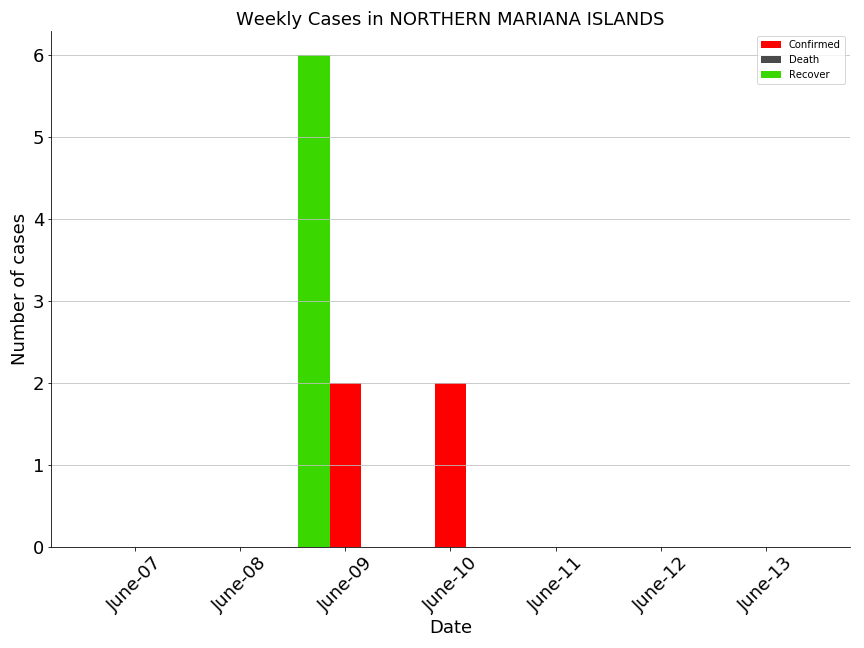 Weekly Cases in NORTHERN MARIANA ISLANDS
Confirmed
Death
Recover
Number of cases
6
5
4
3
2
1
0
June-07
June-08
June-09
June-10
June-11
June-12
June-13
Date